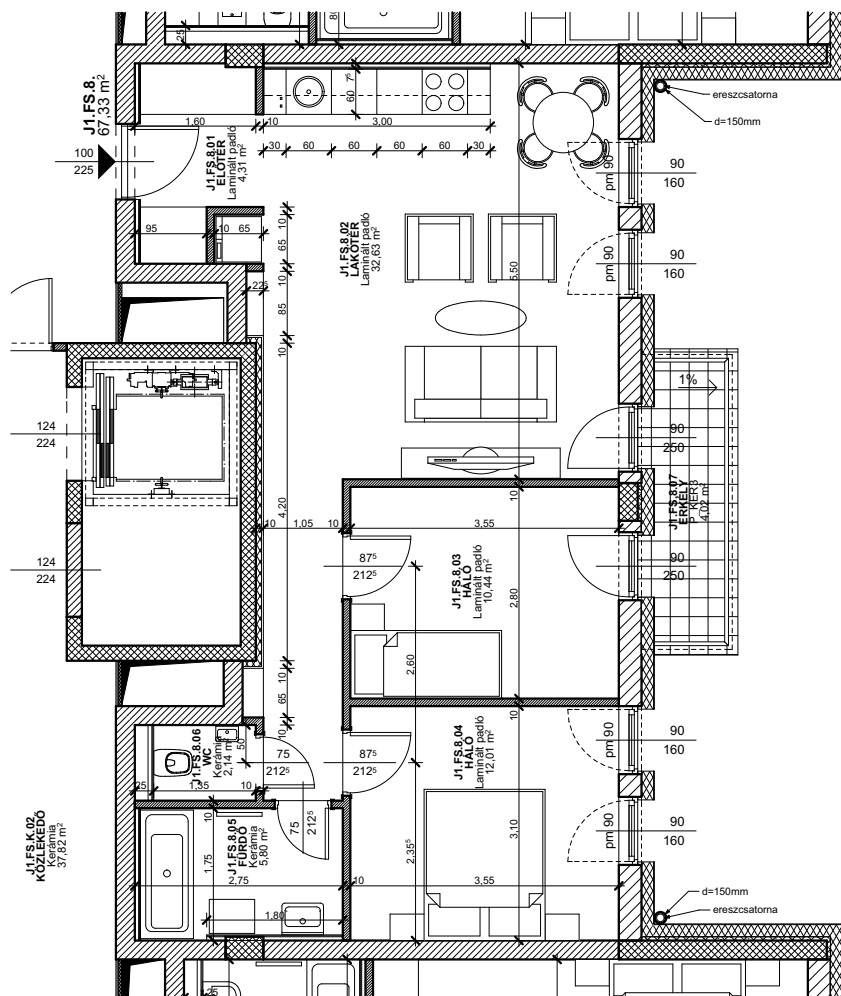 J1.FS.8.
67,33 m²
25
80
ereszcsatorna
d=150mm
7⁵
60
1,60
10
3,00
30
60
60
60
60
30
100
225
J1.FS.8.01
ELŐTÉR
Laminált padló
4,31 m²
pm 90
90
160
95
10
65
10
65
10
J1.FS.8.02
LAKÓTÉR
Laminált padló
32,63 m²
pm 90
90
160
5,50
225
85
10
1%
124
224
90
250
4,20
10
1,05
10
10
3,55
J1.FS.8.07
ERKÉLY
P_KER3
4,02 m²
124
224
87⁵
212⁵
J1.FS.8.03
HÁLÓ
Laminált padló
10,44 m²
90
250
2,80
2,60
10
65
10
10
J1.FS.8.06
WC
Kerámia
2,14 m²
50
75
212⁵
87⁵
212⁵
J1.FS.8.04
HÁLÓ
Laminált padló
12,01 m²
pm 90
90
160
25
1,35
10
10
J1.FS.8.05
FÜRDŐ
Kerámia
5,80 m²
75
212⁵
1,75
2,35⁵
3,10
pm 90
90
160
J1.FS.K.02
KÖZLEKEDŐ
Kerámia
37,82 m²
2,75
10
3,55
1,80
d=150mm
ereszcsatorna
1,25